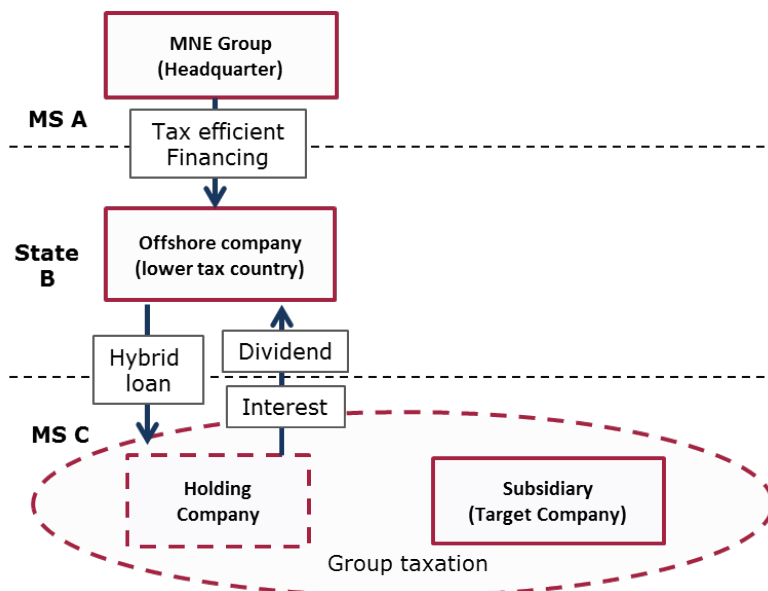 MNE Group
(Headquarter)
MS A
Tax efficient
Financing
Offshore company
(lower tax country)
State
B
Hybrid
loan
Dividend
Interest
MS C
Holding
Company
Subsidiary
(Target Company)
Group taxation